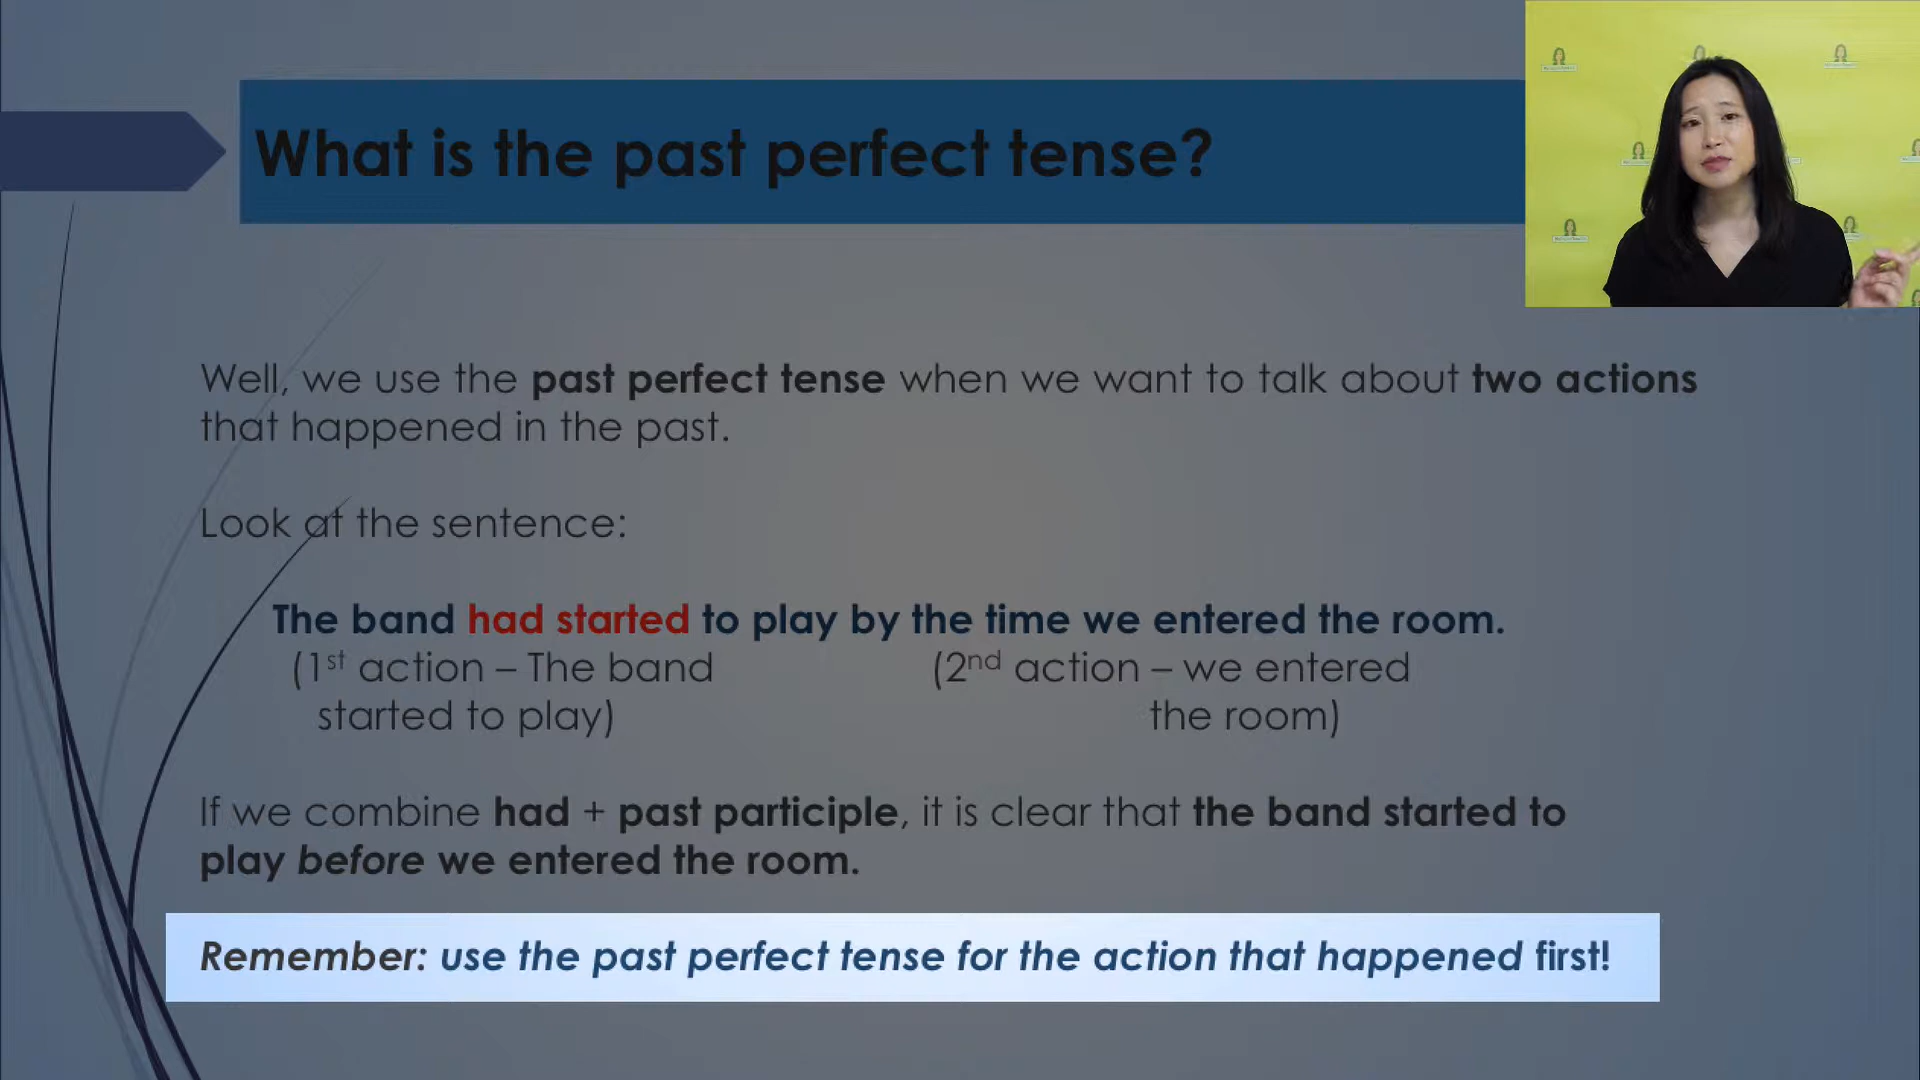 What is the past perfect tense?
Well, we use the past perfect tense when we want to talk about two actions
that happened in the past.
Look at the sentence:
The band had started to play by the time we entered the room.
(1st action – The band (2nd action – we entered
started to play) the room)
If we combine had + past participle, it is clear that the band started to
play before we entered the room.
Remember: use the past perfect tense for the action that happened first!